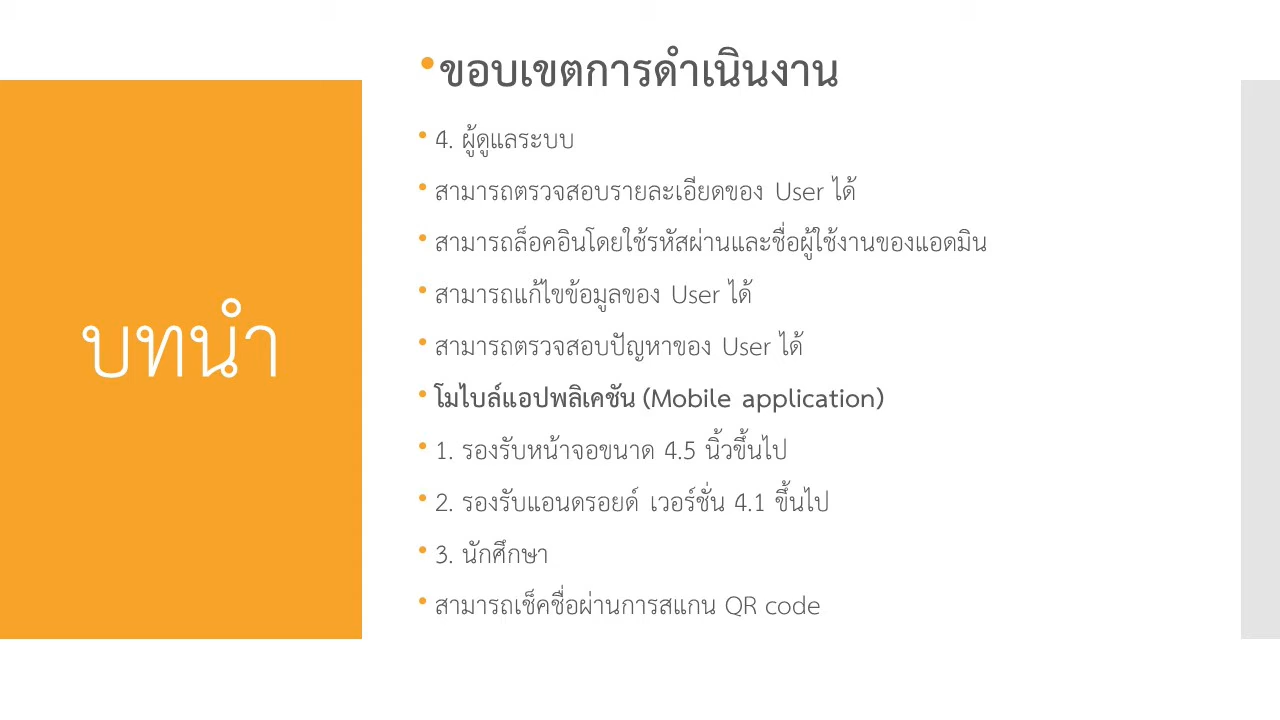 บทนำ
•ขอบเขตการดำเนินงาน
• 4. ผู้ดูแลระบบ
• สามารถตรวจสอบรายละเอียดของ User ได้
• สามารถล็อคอินโดยใช้รหัสผ่านและชื่อผู้ใช้งานของแอดมิน
• สามารถแก้ไขข้อมูลของ User ได้
• สามารถตรวจสอบปัญหาของ User ได้
• โมไบล์แอปพลิเคชัน (Mobile application)
• 1. รองรับหน้าจอขนาด 4.5 นิ้วขึ้นไป
• 2. รองรับแอนดรอยด์ เวอร์ชั่น 4.1 ขึ้นไป
• 3. นักศึกษา
• สามารถเช็คชื่อผ่านการสแกน QR code